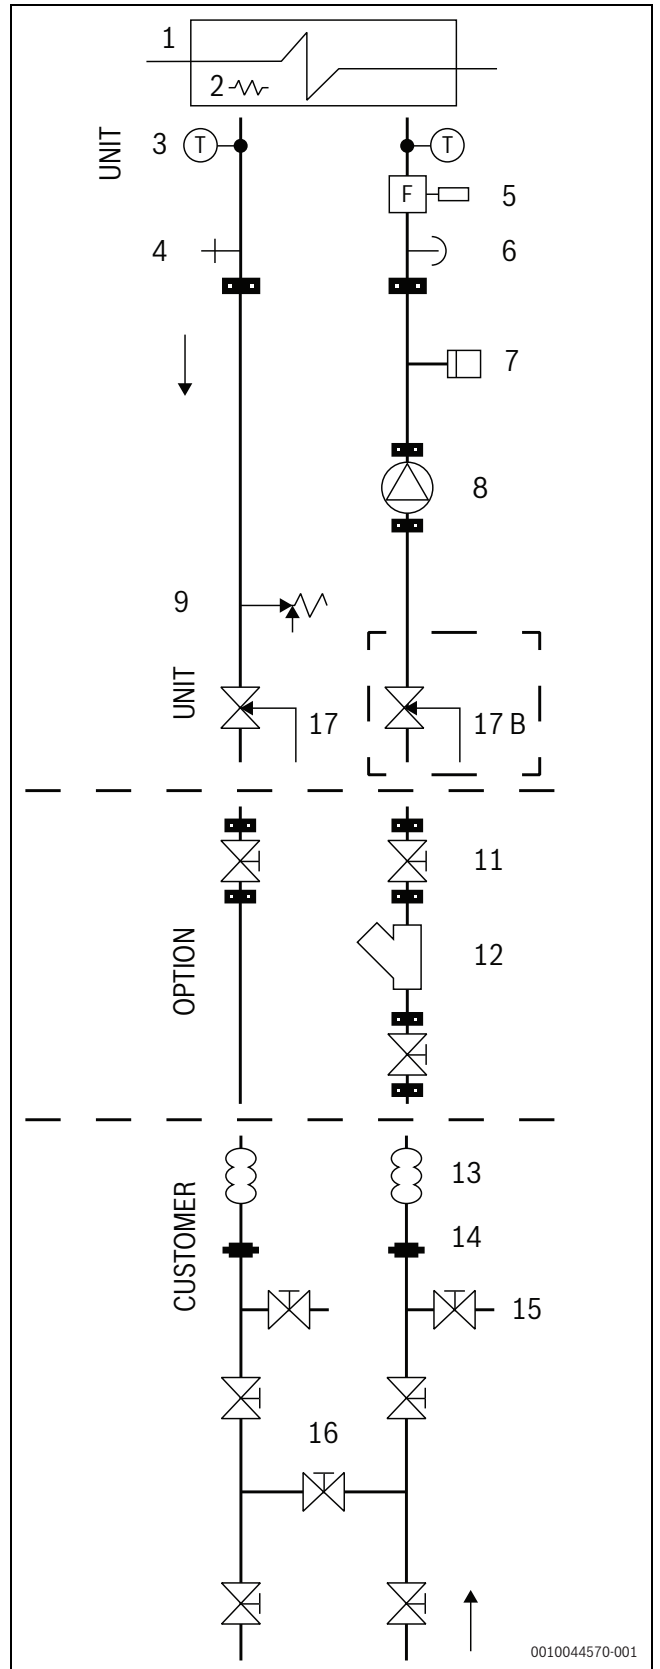 1
2
UNIT
3 T T
F 5
4 6
7
8
9
UNIT
17 17 B
11
OPTION
12
CUSTOMER
13
14
15
16
0010044570-001